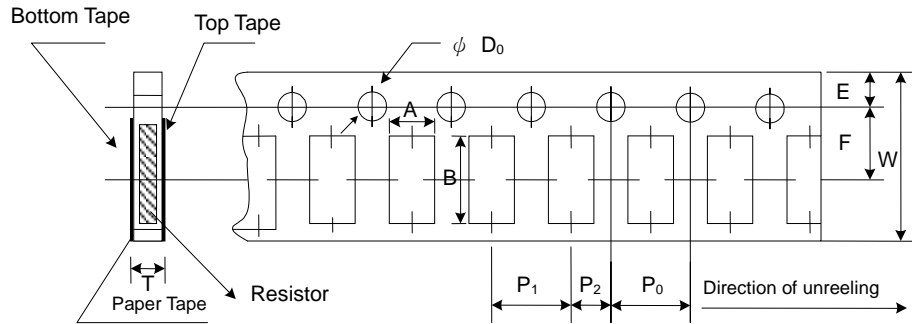 Bottom Tape
Top Tape
ψ D₀
A
E
F
W
B
P₁
P₂
P₀
Direction of unreeling
T
Paper Tape
Resistor